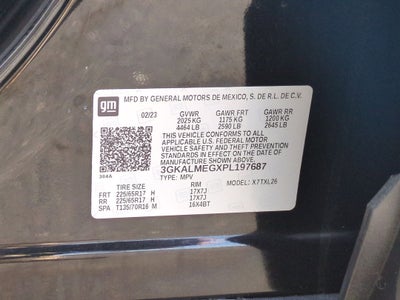 gm MFD BY GENERAL MOTORS DE MEXICO, S. DE R.L. DE C.V.
02/23 GVWR GAWR FRT GAWR RR
2025 KG 1175 KG 1200 KG
4464 LB 2590 LB 2645 LB
THIS VEHICLE CONFORMS TO ALL
APPLICABLE U.S. FEDERAL MOTOR
VEHICLE SAFETY AND THEFT PREVENTION
STANDARDS IN EFFECT ON THE DATE OF
MANUFACTURE SHOWN ABOVE.
3GKALMEGXPL197687
TYPE: MPV MODEL: X7TXL26
TIRE SIZE RIM
FRT 225/65R17 H 17X7J
RR 225/65R17 H 17X7J
SPA T135/70R16 M 16X4BT